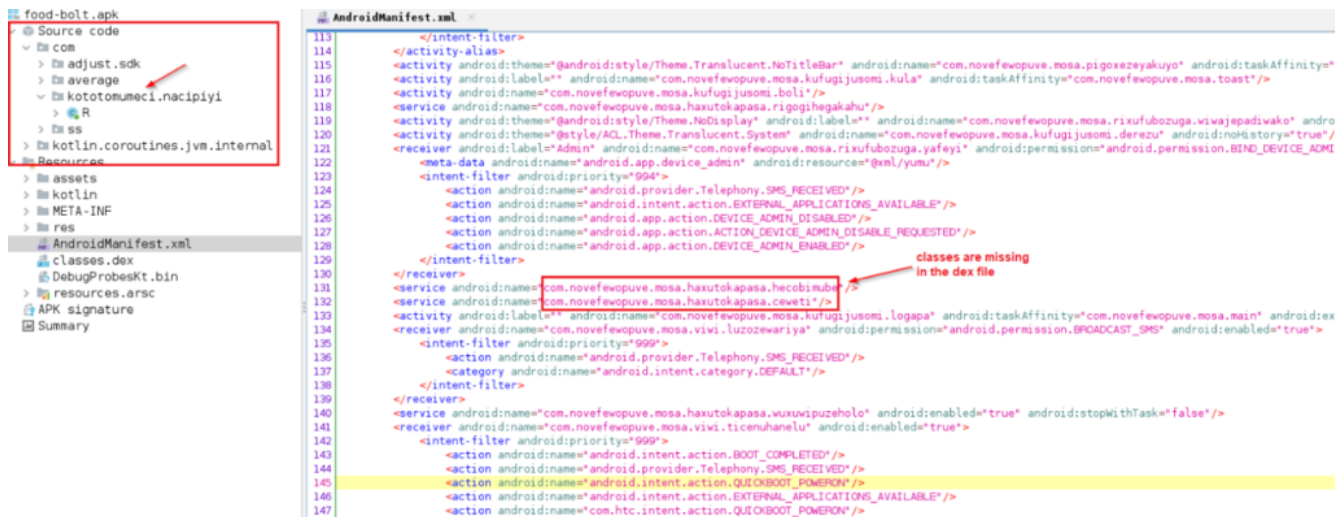 food-bolt.apk
Source code
com
adjust.sdk
average
kototomumeci.nacipiyi
R
ss
kotlin.coroutines.jvm.internal
Resources
assets
kotlin
META-INF
res
AndroidManifest.xml
classes.dex
DebugProbesKt.bin
resources.arsc
APK signature
Summary
AndroidManifest.xml
113 </intent-filter>
114 </activity-alias>
115 <activity android:theme="@android:style/Theme.Translucent.NoTitleBar" android:name="com.novefewopuve.mosa.pigoxezeyakuyo" android:taskAffinity="
116 <activity android:label="" android:name="com.novefewopuve.mosa.kufugijusomi.kula" android:taskAffinity="com.novefewopuve.mosa.toast"/>
117 <activity android:name="com.novefewopuve.mosa.kufugijusomi.boli"/>
118 <service android:name="com.novefewopuve.mosa.haxutokapasa.rigogihegakahu"/>
119 <activity android:theme="@android:style/Theme.NoDisplay" android:label="" android:name="com.novefewopuve.mosa.rixufubozuga.wiwajepadiwako" andro
120 <activity android:theme="@style/ACL.Theme.Translucent.System" android:name="com.novefewopuve.mosa.kufugijusomi.derezu" android:noHistory="true"/
121 <receiver android:label="Admin" android:name="com.novefewopuve.mosa.rixufubozuga.yafeyi" android:permission="android.permission.BIND_DEVICE_ADMI
122 <meta-data android:name="android.app.device_admin" android:resource="@xml/yumu"/>
123 <intent-filter android:priority="994">
124 <action android:name="android.provider.Telephony.SMS_RECEIVED"/>
125 <action android:name="android.intent.action.EXTERNAL_APPLICATIONS_AVAILABLE"/>
126 <action android:name="android.app.action.DEVICE_ADMIN_DISABLED"/>
127 <action android:name="android.app.action.ACTION_DEVICE_ADMIN_DISABLE_REQUESTED"/>
128 <action android:name="android.app.action.DEVICE_ADMIN_ENABLED"/>
129 </intent-filter>
classes are missing
in the dex file
130 </receiver>
131 <service android:name="com.novefewopuve.mosa.haxutokapasa.hecobimube"/>
132 <service android:name="com.novefewopuve.mosa.haxutokapasa.ceweti"/>
133 <activity android:label="" android:name="com.novefewopuve.mosa.kufugijusomi.logapa" android:taskAffinity="com.novefewopuve.mosa.main" android:ex
134 <receiver android:name="com.novefewopuve.mosa.viwi.luzozewariya" android:permission="android.permission.BROADCAST_SMS" android:enabled="true">
135 <intent-filter android:priority="999">
136 <action android:name="android.provider.Telephony.SMS_RECEIVED"/>
137 <category android:name="android.intent.category.DEFAULT"/>
138 </intent-filter>
139 </receiver>
140 <service android:name="com.novefewopuve.mosa.haxutokapasa.wuxuwipuzeholo" android:enabled="true" android:stopWithTask="false"/>
141 <receiver android:name="com.novefewopuve.mosa.viwi.ticenuhanelu" android:enabled="true">
142 <intent-filter android:priority="999">
143 <action android:name="android.intent.action.BOOT_COMPLETED"/>
144 <action android:name="android.provider.Telephony.SMS_RECEIVED"/>
145 <action android:name="android.intent.action.QUICKBOOT_POWERON"/>
146 <action android:name="android.intent.action.EXTERNAL_APPLICATIONS_AVAILABLE"/>
147 <action android:name="com.htc.intent.action.QUICKBOOT_POWERON"/>